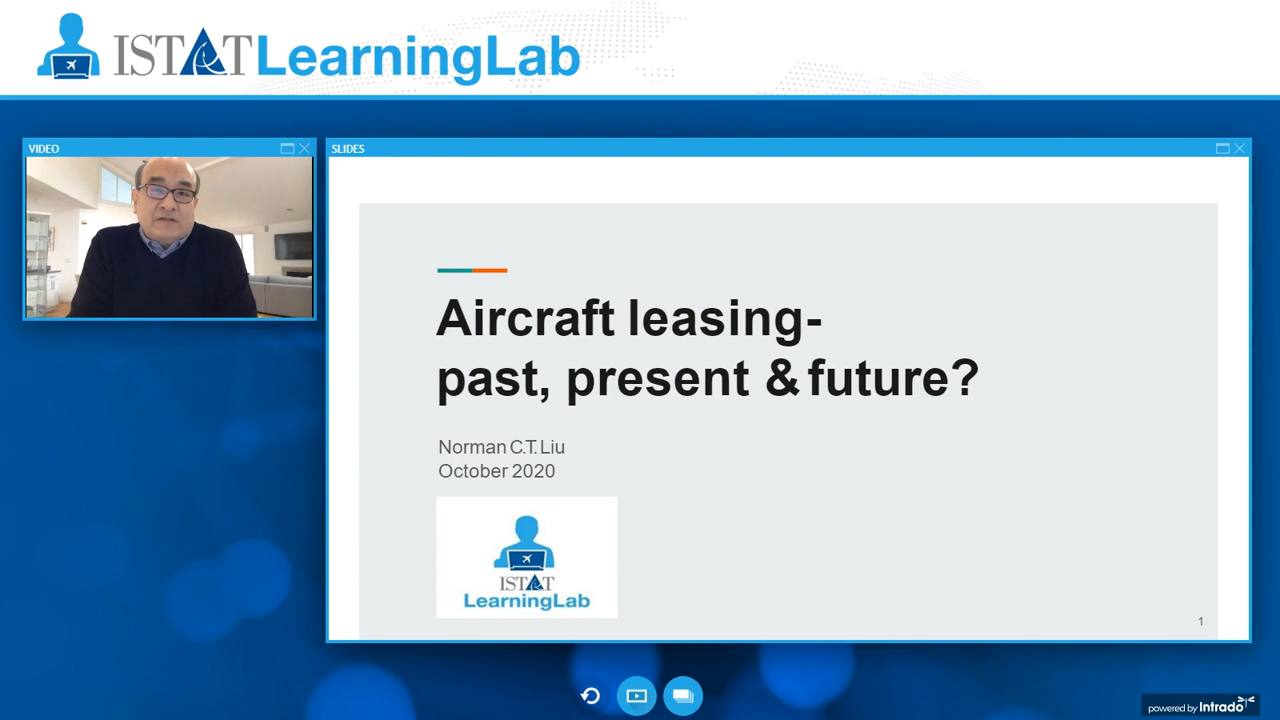 ISTAT LearningLab
VIDEO
SLIDES
Aircraft leasing-
past, present & future?
Norman C.T. Liu
October 2020
ISTAT
LearningLab
1
powered by Intrado